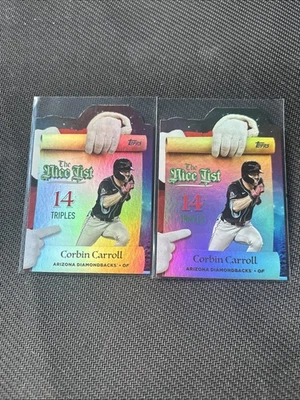 Topps
The
Nice List
14
TRIPLES
Corbin Carroll
ARIZONA DIAMONDBACKS • OF
Topps
The
Nice List
14
TRIPLES
Corbin Carroll
ARIZONA DIAMONDBACKS • OF